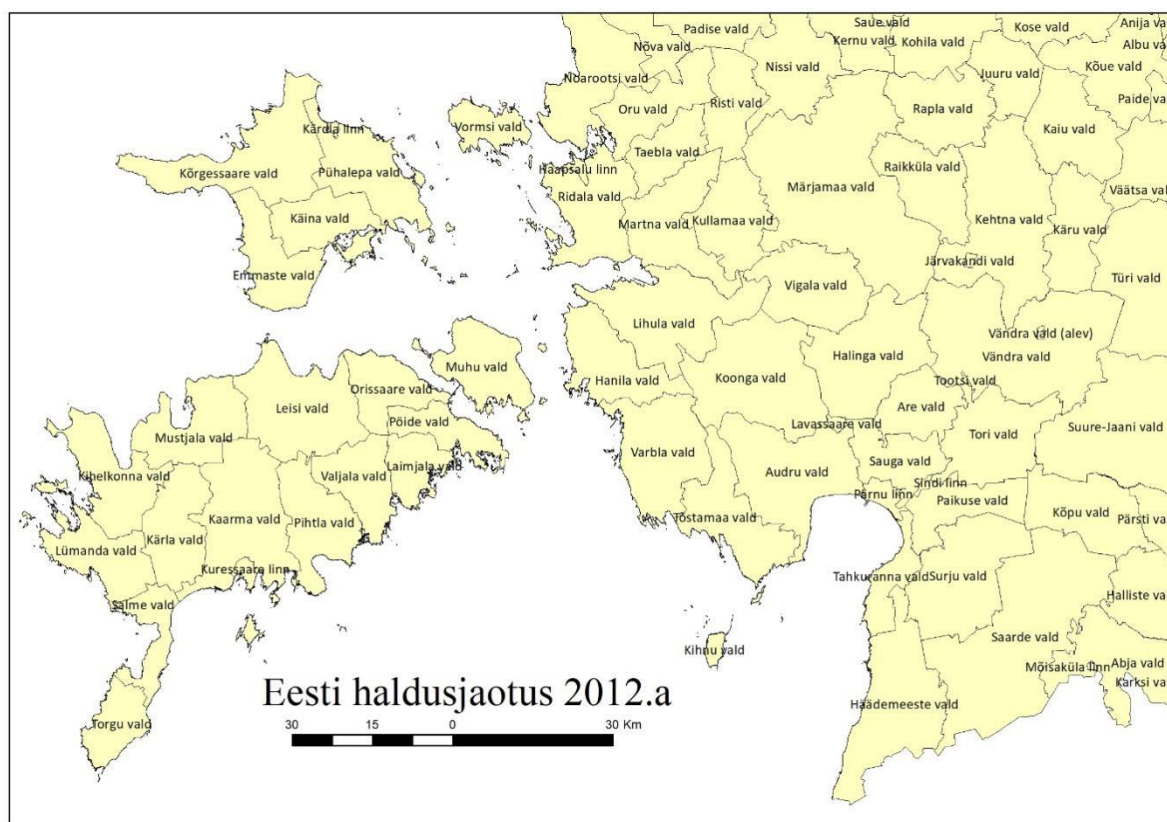 Padise vald
Saue vald
Kose vald
Anija va
Nõva vald
Kernu vald
Kohila vald
Albu va
Nissi vald
Kõue vald
Noarootsi vald
Juuru vald
Oru vald
Risti vald
Rapla vald
Paide va
Vormsi vald
Kärdla linn
Kaiu vald
Taebla vald
Kõrgessaare vald
Pühalepa vald
Haapsalu linn
Raikküla vald
Märjamaa vald
Väätsa val
Ridala vald
Käina vald
Martna vald
Kullamaa vald
Kehtna vald
Käru vald
Emmaste vald
Järvakandi vald
Türi vald
Vigala vald
Lihula vald
Vändra vald (alev)
Muhu vald
Halinga vald
Vändra vald
Orissaare vald
Hanila vald
Koonga vald
Tootsi vald
Leisi vald
Are vald
Pöide vald
Lavassaare vald
Suure-Jaani vald
Mustjala vald
Tori vald
Varbla vald
Sauga vald
Laimjala vald
Audru vald
Kihelkonna vald
Valjala vald
Sindi linn
Pärnu linn
Paikuse vald
Kaarma vald
Pihtla vald
Tõstamaa vald
Kõpu vald
Pärsti va
Kärla vald
Lümanda vald
Kuressaare linn
Tahkuranna vald
Surju vald
Halliste va
Salme vald
Saarde vald
Kihnu vald
Mõisaküla linn
Abja vald
Karksi va
Eesti haldusjaotus 2012.a
Häädemeeste vald
Torgu vald
30 15 0 30 Km